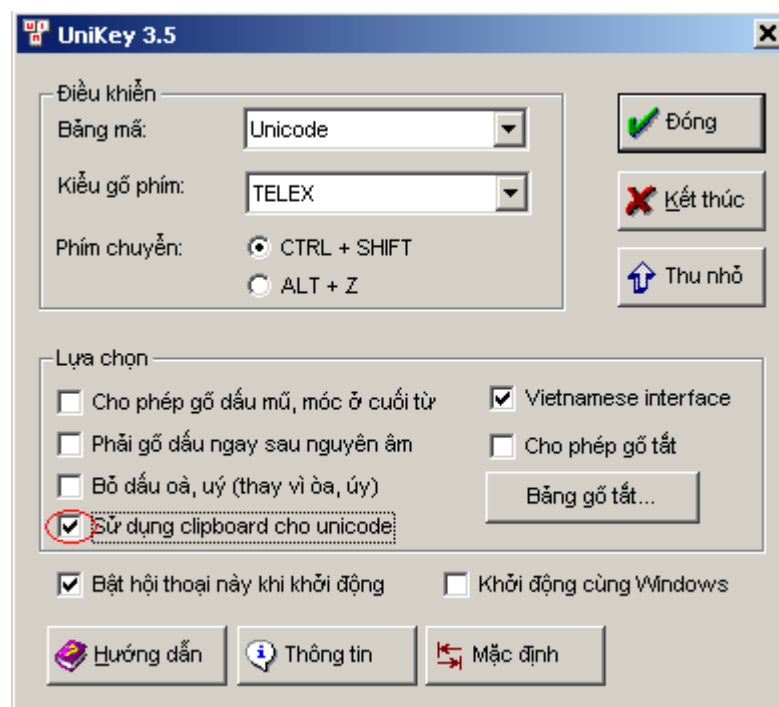 UniKey 3.5
Điều khiển
Bảng mã: Unicode
Đóng
Kiểu gõ phím: TELEX
Kết thúc
Phím chuyển: CTRL + SHIFT
ALT + Z
Thu nhỏ
Lựa chọn
Cho phép gõ dấu mũ, móc ở cuối từ
Vietnamese interface
Phải gõ dấu ngay sau nguyên âm
Cho phép gõ tắt
Bỏ dấu oà, uý (thay vì òa, úy)
Bảng gõ tắt...
Sử dụng clipboard cho unicode
Bật hội thoại này khi khởi động
Khởi động cùng Windows
Hướng dẫn
Thông tin
Mặc định